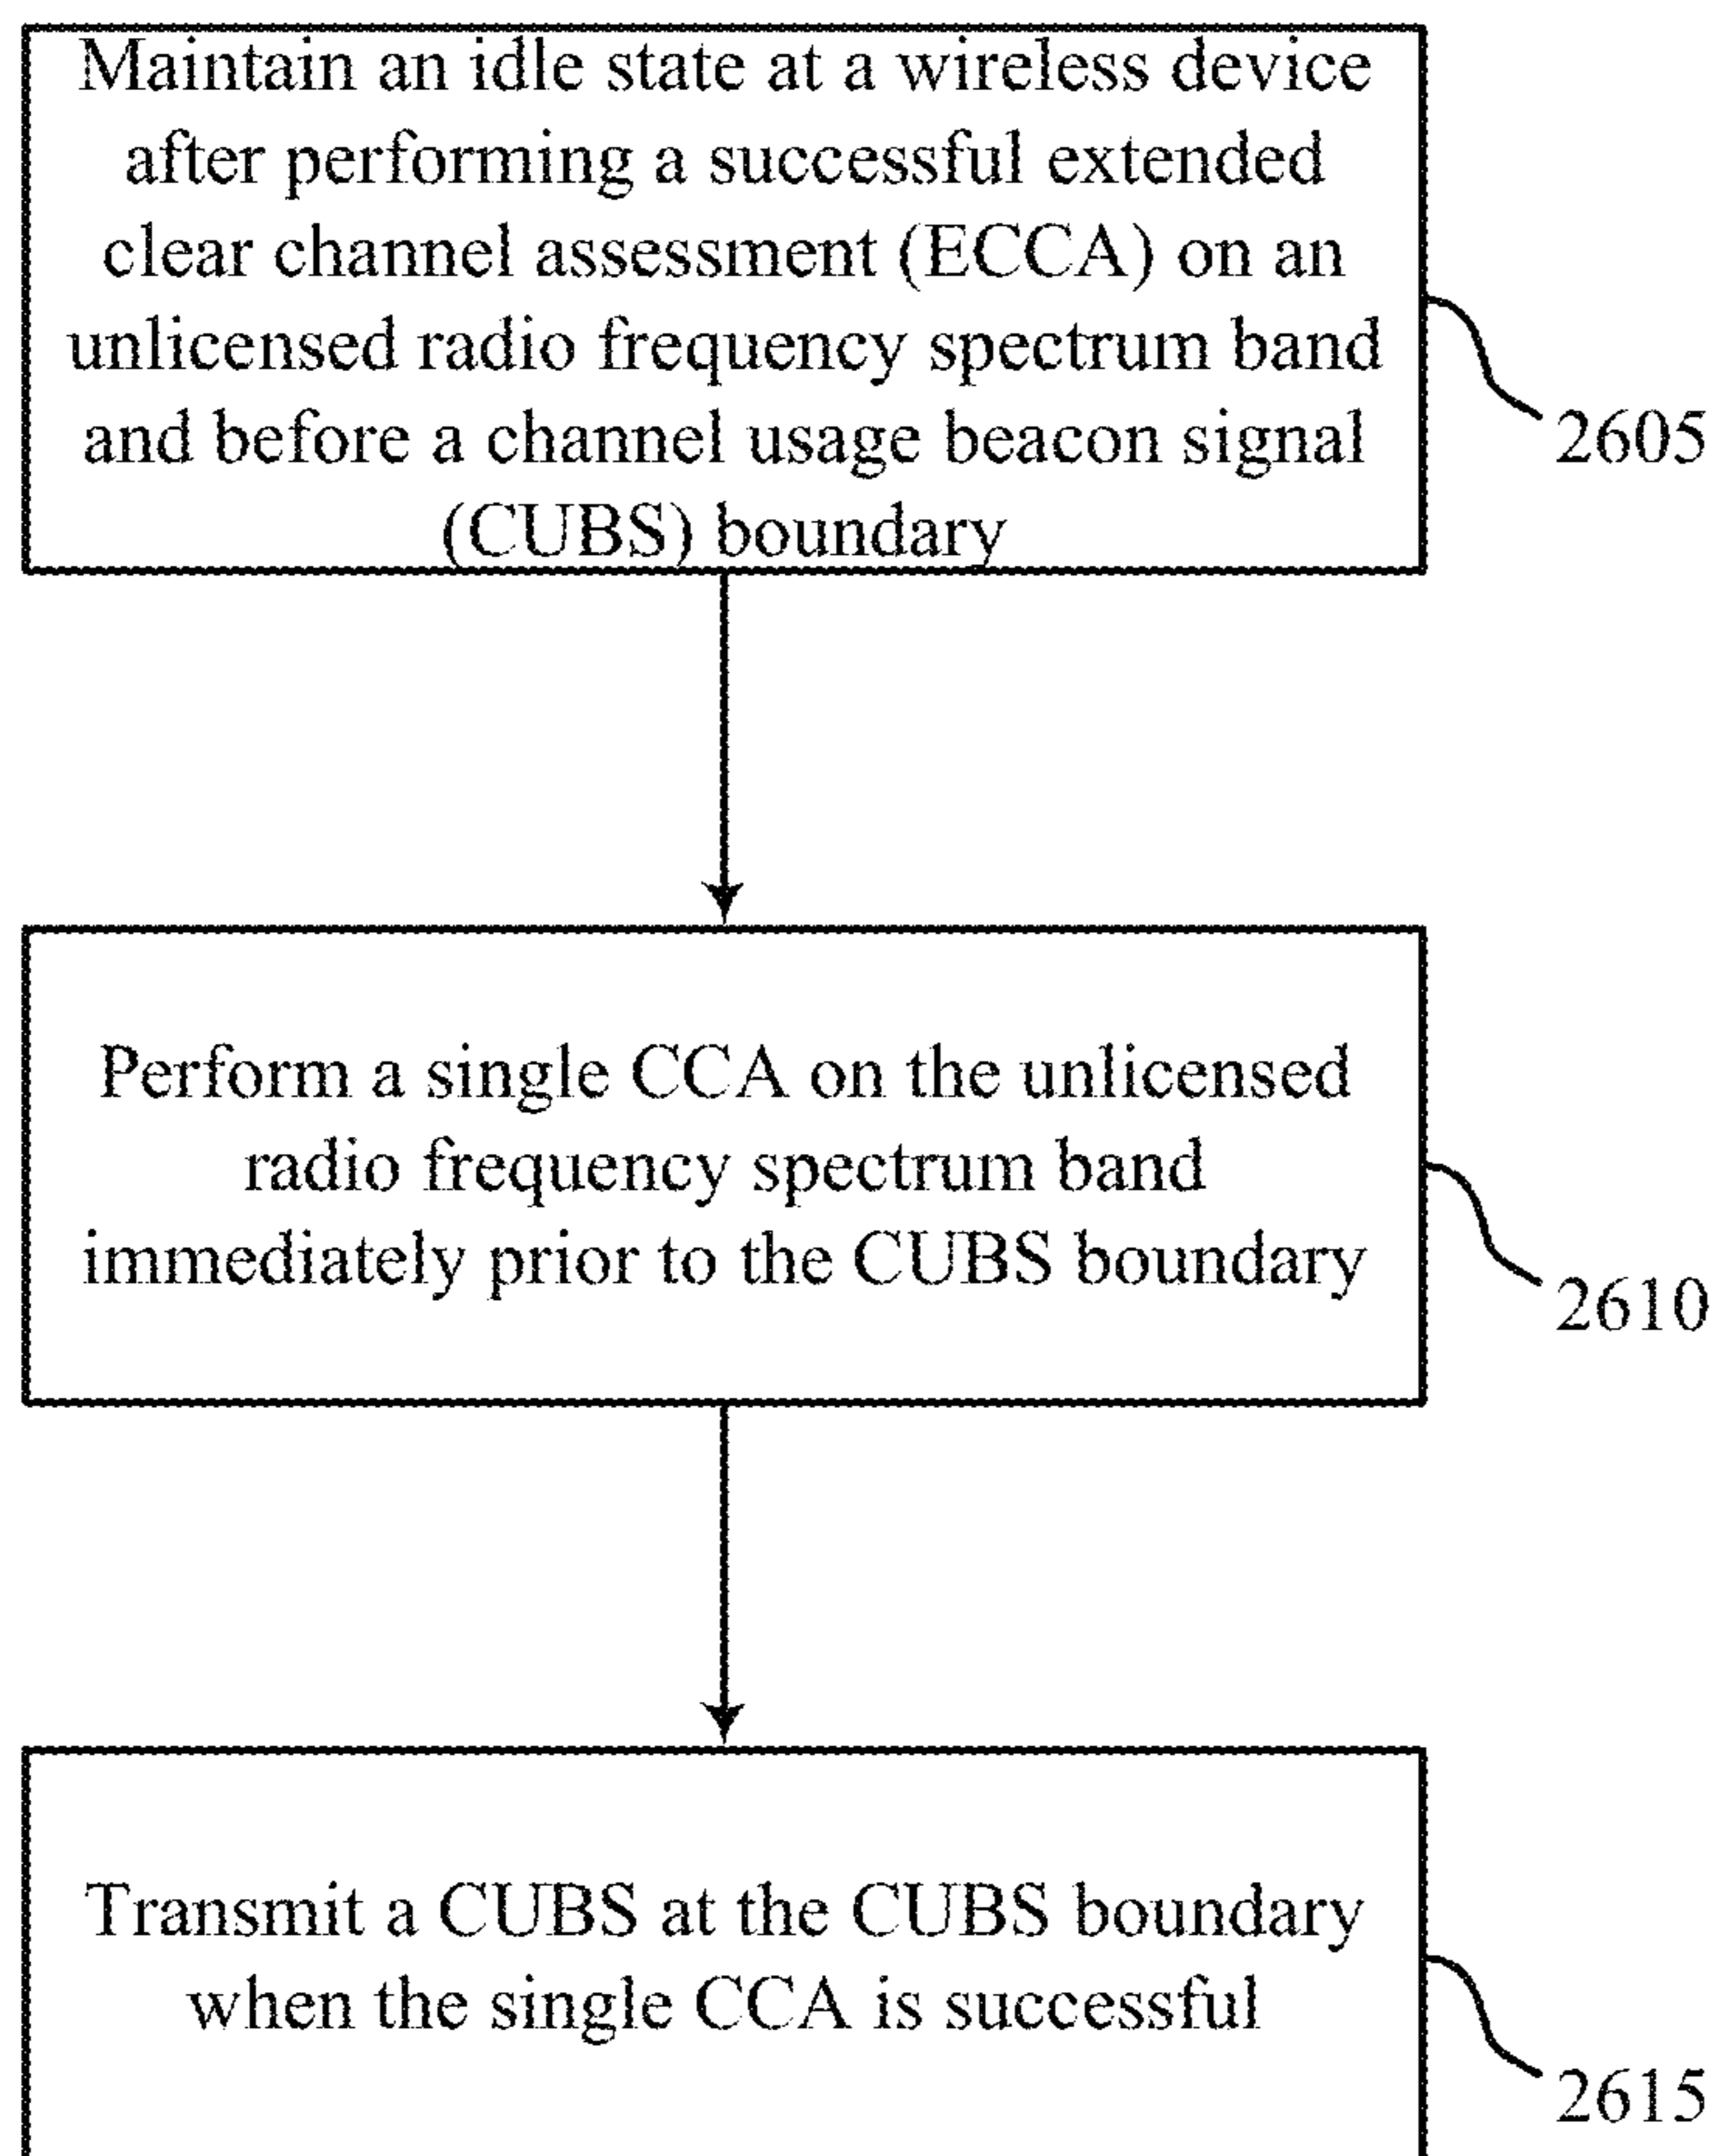 Maintain an idle state at a wireless device
after performing a successful extended
clear channel assessment (ECCA) on an
unlicensed radio frequency spectrum band
and before a channel usage beacon signal
(CUBS) boundary
2605
Perform a single CCA on the unlicensed
radio frequency spectrum band
immediately prior to the CUBS boundary
2610
Transmit a CUBS at the CUBS boundary
when the single CCA is successful
2615